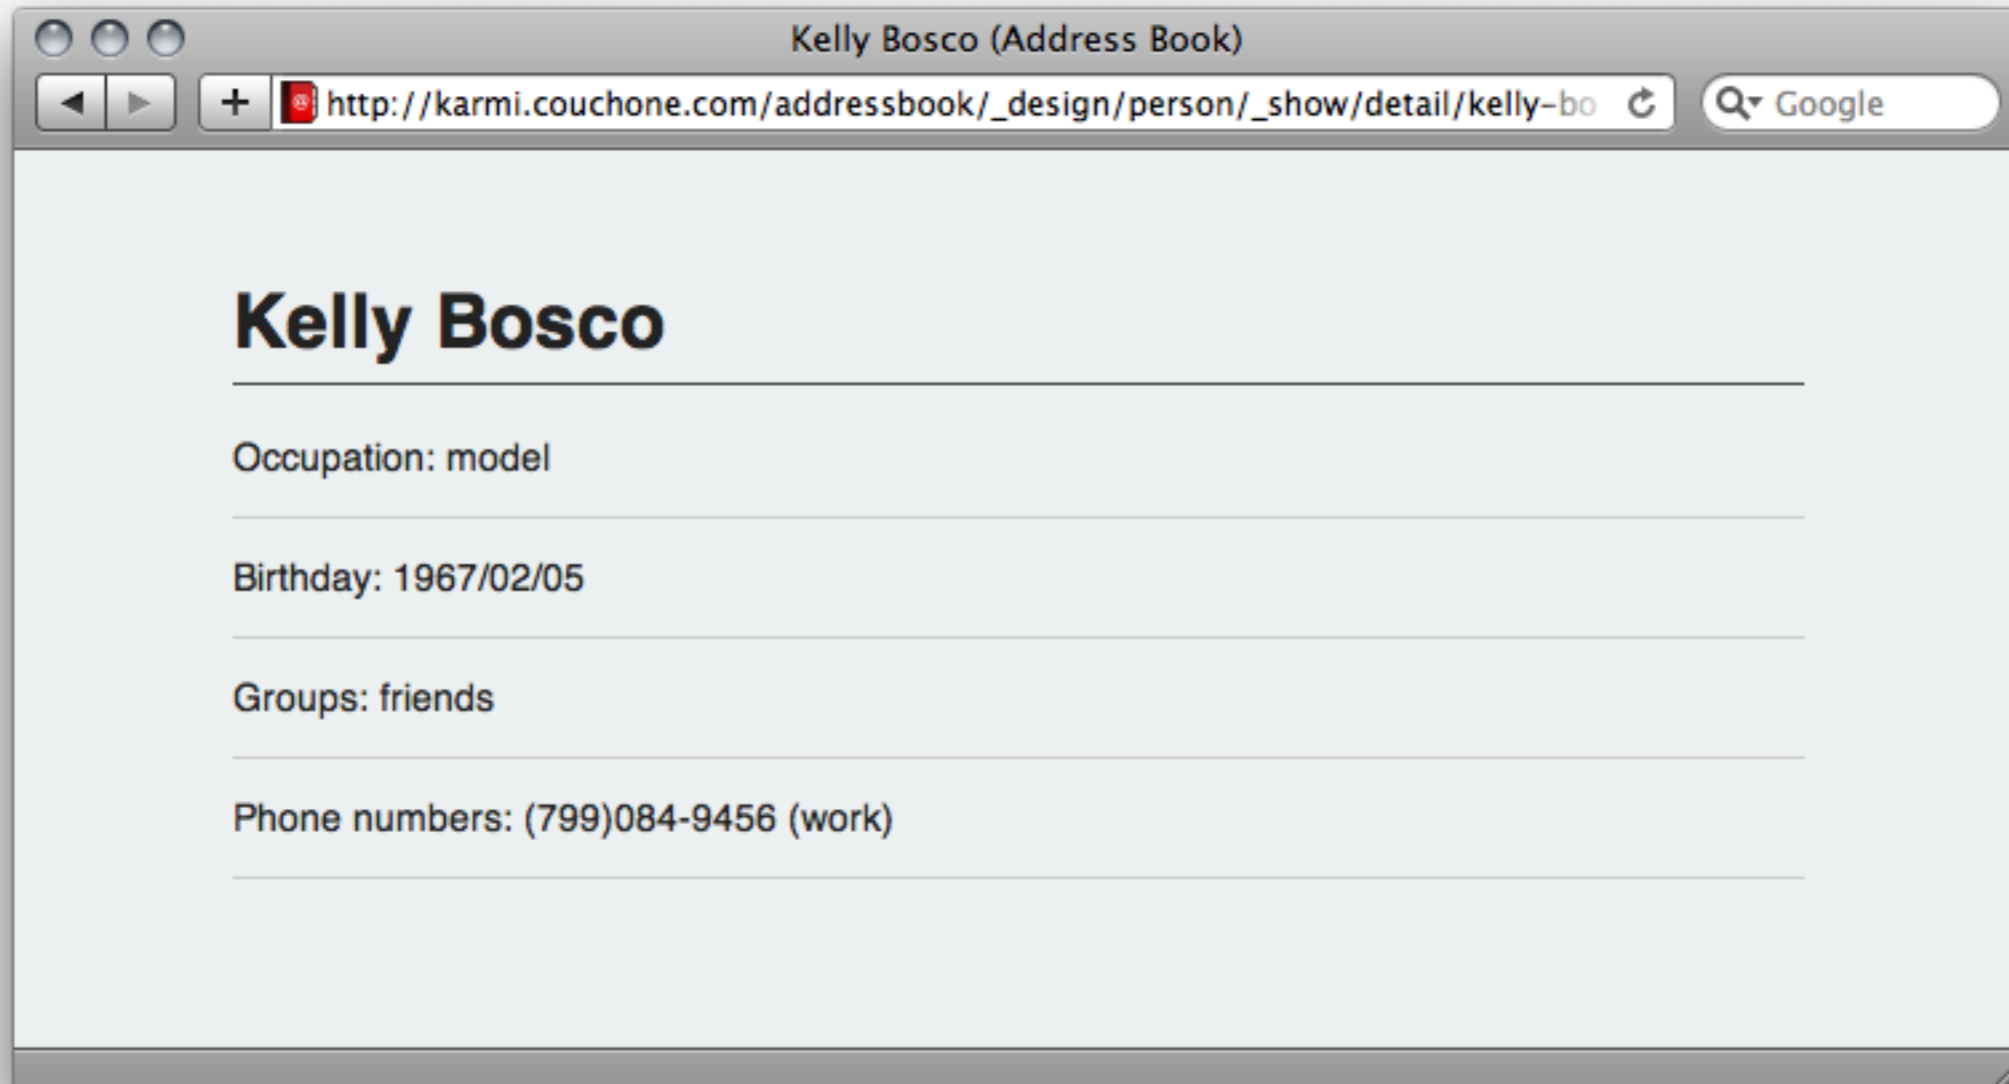 Kelly Bosco (Address Book)
http://karmi.couchone.com/addressbook/_design/person/_show/detail/kelly-bo
Google
Kelly Bosco
Occupation: model
Birthday: 1967/02/05
Groups: friends
Phone numbers: (799)084-9456 (work)